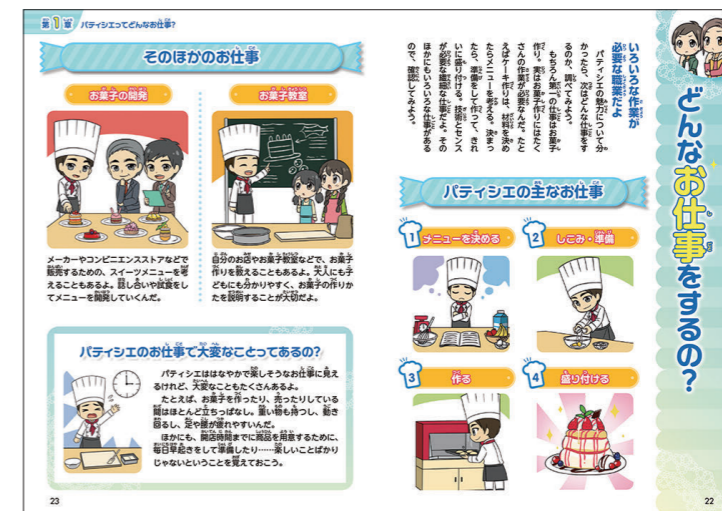 どんなお仕事をするの?
いろいろな作業が
必要な職業だよ
パティシエの魅力について分
かったら、次はどんな仕事をす
るのか、調べてみよう。
もちろん第一の仕事はお菓子
作り。実はお菓子作りにはたく
さんの作業が必要なんだ。たと
えばケーキ作りは、材料を決め
たらメニューを考える。決まっ
たら、準備をして作って、きれ
いに盛り付ける。技術とセンス
が必要な繊細な仕事だよ。その
ほかにもいろいろな仕事がある
ので、確認してみよう。
パティシエの主なお仕事
1 メニューを決める
2 しこみ・準備
3 作る
4 盛り付ける
22
第1章 パティシエってどんなお仕事?
そのほかのお仕事
お菓子教室
自分のお店やお菓子教室などで、お菓子
作りを教えることもあるよ。大人にも子
どもにも分かりやすく、お菓子の作りか
たを説明することが大切だよ。
お菓子の開発
メーカーやコンビニエンスストアなどで
販売するための、スイーツメニューを考
えることもあるよ。話し合いや試食をし
てメニューを開発していくんだ。
パティシエのお仕事で大変なことってあるの?
パティシエははなやかで楽しそうなお仕事に見え
るけれど、大変なこともたくさんあるよ。
たとえば、お菓子を作ったり、売ったりしている
間はほとんど立ちっぱなし。重い物も持つし、動き
回るし、足や腰が疲れやすいんだ。
ほかにも、開店時間までに商品を用意するために、
毎日早起きをして準備したり……楽しいことばかり
じゃないということを覚えておこう。
23